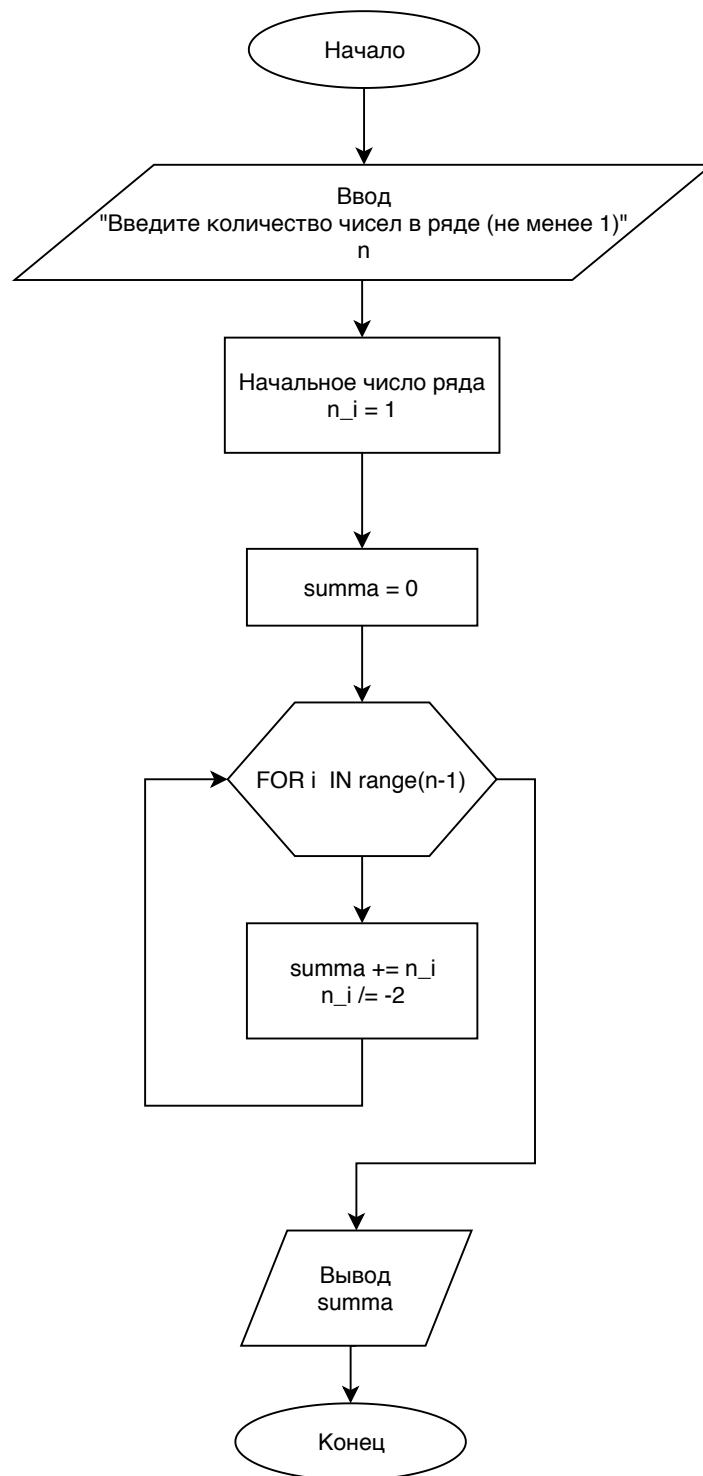 Начало
Ввод
"Введите количество чисел в ряде (не менее 1)"
n
Начальное число ряда
n_i = 1
summa = 0
FOR i  IN range(n-1)
summa += n_i
n_i /= -2
Вывод
summa
Конец